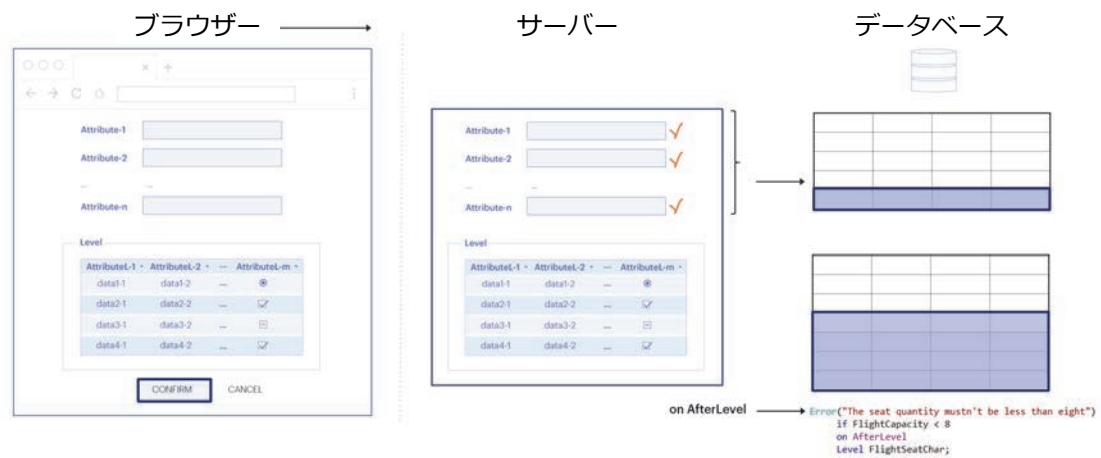 ブラウザー
サーバー
データベース
Attribute-1
Attribute-2
...
...
Attribute-n
Level
AttributeL-1 AttributeL-2 ... AttributeL-m
data1-1 data1-2 ...
data2-1 data2-2 ...
data3-1 data3-2 ...
data4-1 data4-2 ...
CONFIRM CANCEL
Attribute-1
Attribute-2
...
...
Attribute-n
Level
AttributeL-1 AttributeL-2 ... AttributeL-m
data1-1 data1-2 ...
data2-1 data2-2 ...
data3-1 data3-2 ...
data4-1 data4-2 ...
on AfterLevel
Error("The seat quantity mustn't be less than eight")
if FlightCapacity < 8
on AfterLevel
Level FlightSeatChar;